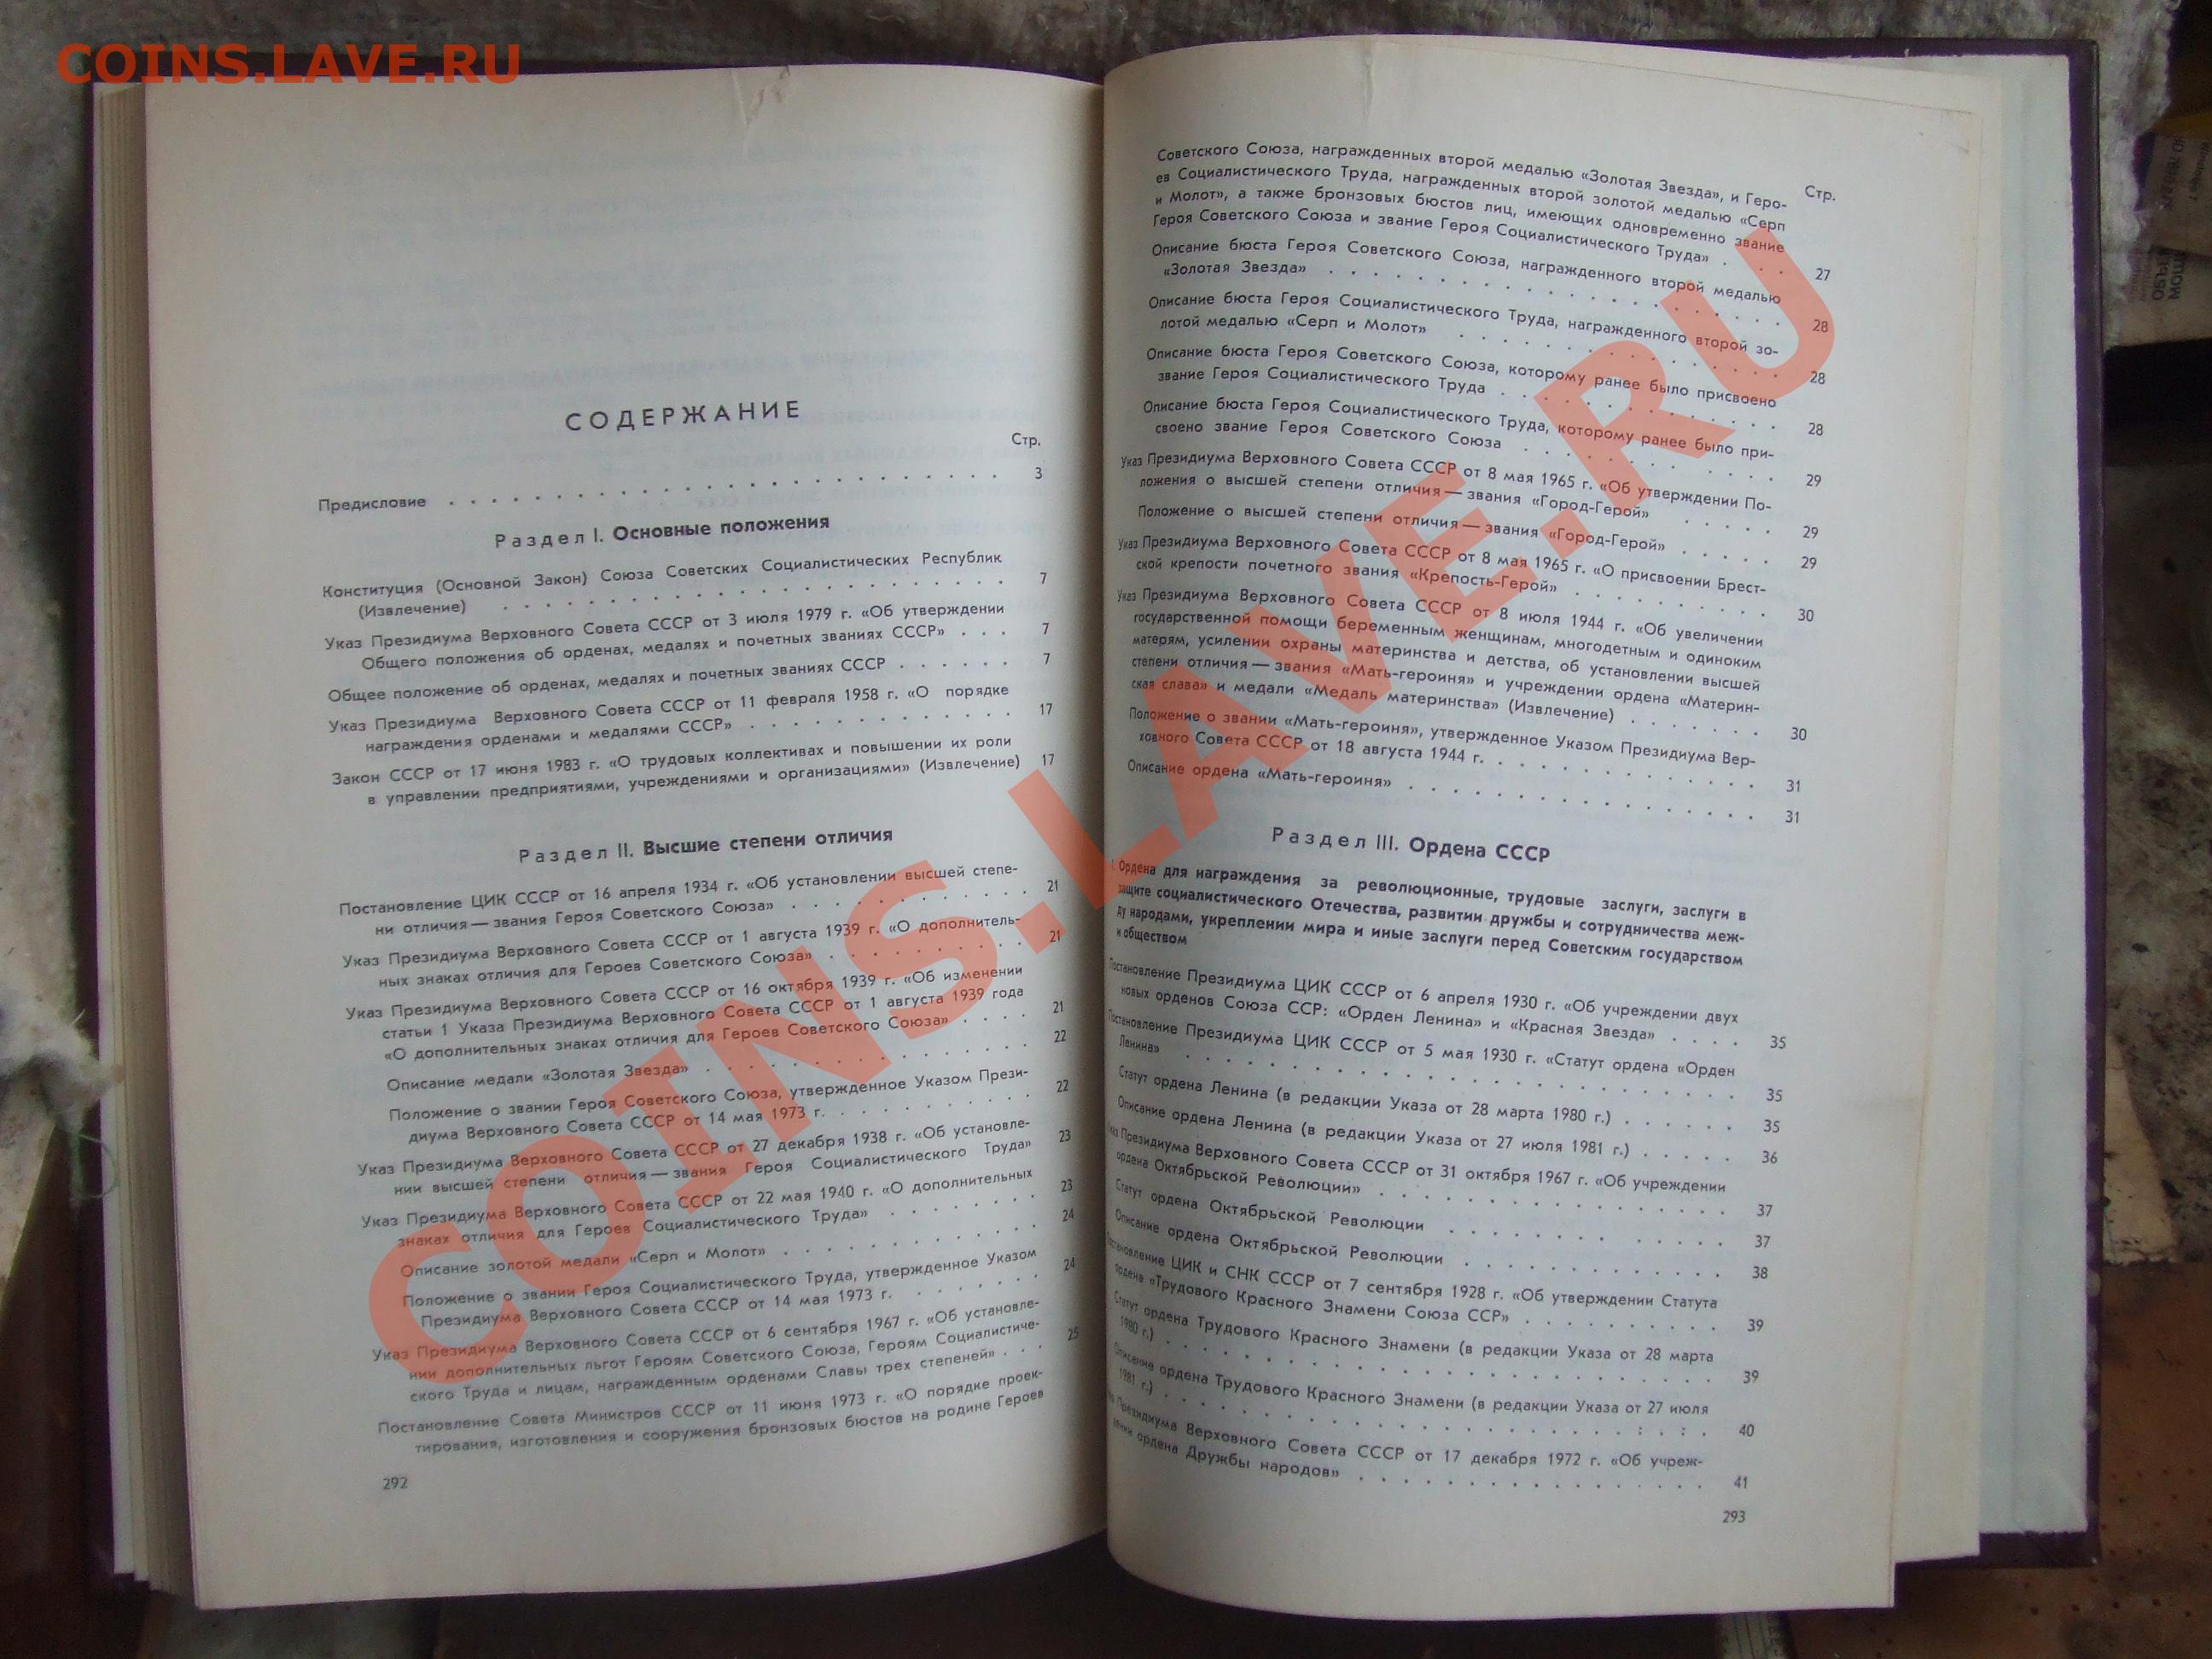 COINS.LAVE.RU
СОДЕРЖАНИЕ
Стр.
Предисловие . . . . . . . . . . . . . . . . . . . . 3
Раздел I. Основные положения
Конституция (Основной Закон) Союза Советских Социалистических Республик
(Извлечение) . . . . . . . . . . . . . . . . . . 7
Указ Президиума Верховного Совета СССР от 3 июля 1979 г. «Об утверждении
Общего положения об орденах, медалях и почетных званиях СССР» . . . 7
Общее положение об орденах, медалях и почетных званиях СССР . . . . . . 7
Указ Президиума Верховного Совета СССР от 11 февраля 1958 г. «О порядке
награждения орденами и медалями СССР» . . . . . . . . . . 17
Закон СССР от 17 июня 1983 г. «О трудовых коллективах и повышении их роли
в управлении предприятиями, учреждениями и организациями» (Извлечение) 17
Раздел II. Высшие степени отличия
Постановление ЦИК СССР от 16 апреля 1934 г. «Об установлении высшей степе-
ни отличия — звания Героя Советского Союза» . . . . . . . . . 21
Указ Президиума Верховного Совета СССР от 1 августа 1939 г. «О дополнитель-
ных знаках отличия для Героев Советского Союза» . . . . . . . . 21
Указ Президиума Верховного Совета СССР от 16 октября 1939 г. «Об изменении
статьи 1 Указа Президиума Верховного Совета СССР от 1 августа 1939 года
«О дополнительных знаках отличия для Героев Советского Союза» . . . . 21
Описание медали «Золотая Звезда» . . . . . . . . . . . . 22
Положение о звании Героя Советского Союза, утвержденное Указом Прези-
диума Верховного Совета СССР от 14 мая 1973 г. . . . . . . . . 22
Указ Президиума Верховного Совета СССР от 27 декабря 1938 г. «Об установле-
нии высшей степени отличия — звания Героя Социалистического Труда» 23
Указ Президиума Верховного Совета СССР от 22 мая 1940 г. «О дополнительных
знаках отличия для Героев Социалистического Труда» . . . . . . . 23
Описание золотой медали «Серп и Молот» . . . . . . . . . . 24
Положение о звании Героя Социалистического Труда, утвержденное Указом
Президиума Верховного Совета СССР от 14 мая 1973 г. . . . . . . 24
Указ Президиума Верховного Совета СССР от 6 сентября 1967 г. «Об установле-
нии дополнительных льгот Героям Советского Союза, Героям Социалистиче-
ского Труда и лицам, награжденным орденами Славы трех степеней» . . . 25
Постановление Совета Министров СССР от 11 июня 1973 г. «О порядке проек-
тирования, изготовления и сооружения бронзовых бюстов на родине Героев
292
Стр.
Советского Союза, награжденных второй медалью «Золотая Звезда», и Геро-
ев Социалистического Труда, награжденных второй золотой медалью «Серп
и Молот», а также бронзовых бюстов лиц, имеющих одновременно звание
Героя Советского Союза и звание Героя Социалистического Труда» . . . . 27
Описание бюста Героя Советского Союза, награжденного второй медалью
«Золотая Звезда» . . . . . . . . . . . . . . . . 28
Описание бюста Героя Социалистического Труда, награжденного второй зо-
лотой медалью «Серп и Молот» . . . . . . . . . . . . 28
Описание бюста Героя Советского Союза, которому ранее было присвоено
звание Героя Социалистического Труда . . . . . . . . . . . 28
Описание бюста Героя Социалистического Труда, которому ранее было при-
своено звание Героя Советского Союза . . . . . . . . . . 29
Указ Президиума Верховного Совета СССР от 8 мая 1965 г. «Об утверждении По-
ложения о высшей степени отличия — звания «Город-Герой» . . . . . 29
Положение о высшей степени отличия — звания «Город-Герой» . . . . . 29
Указ Президиума Верховного Совета СССР от 8 мая 1965 г. «О присвоении Брест-
ской крепости почетного звания «Крепость-Герой» . . . . . . . . 30
Указ Президиума Верховного Совета СССР от 8 июля 1944 г. «Об увеличении
государственной помощи беременным женщинам, многодетным и одиноким
матерям, усилении охраны материнства и детства, об установлении высшей
степени отличия — звания «Мать-героиня» и учреждении ордена «Материн-
ская слава» и медали «Медаль материнства» (Извлечение) . . . . . . 30
Положение о звании «Мать-героиня», утвержденное Указом Президиума Вер-
ховного Совета СССР от 18 августа 1944 г. . . . . . . . . . . 31
Описание ордена «Мать-героиня» . . . . . . . . . . . . . 31
Раздел III. Ордена СССР
I. Ордена для награждения за революционные, трудовые заслуги, заслуги в
защите социалистического Отечества, развитии дружбы и сотрудничества меж-
ду народами, укреплении мира и иные заслуги перед Советским государством
и обществом
Постановление Президиума ЦИК СССР от 6 апреля 1930 г. «Об учреждении двух
новых орденов Союза ССР: «Орден Ленина» и «Красная Звезда» . . . . 35
Постановление Президиума ЦИК СССР от 5 мая 1930 г. «Статут ордена «Орден
Ленина» . . . . . . . . . . . . . . . . . . . 35
Статут ордена Ленина (в редакции Указа от 28 марта 1980 г.) . . . . . . 35
Описание ордена Ленина (в редакции Указа от 27 июля 1981 г.) . . . . . 36
Указ Президиума Верховного Совета СССР от 31 октября 1967 г. «Об учреждении
ордена Октябрьской Революции» . . . . . . . . . . . . . 37
Статут ордена Октябрьской Революции . . . . . . . . . . . 37
Описание ордена Октябрьской Революции . . . . . . . . . . 38
Постановление ЦИК и СНК СССР от 7 сентября 1928 г. «Об утверждении Статута
ордена «Трудового Красного Знамени Союза ССР» . . . . . . . . 39
Статут ордена Трудового Красного Знамени (в редакции Указа от 28 марта
1980 г.) . . . . . . . . . . . . . . . . . . . 39
Описание ордена Трудового Красного Знамени (в редакции Указа от 27 июля
1981 г.) . . . . . . . . . . . . . . . . . . . 40
Указ Президиума Верховного Совета СССР от 17 декабря 1972 г. «Об учреж-
дении ордена Дружбы народов» . . . . . . . . . . . . . 41
293
COINS.LAVE.RU